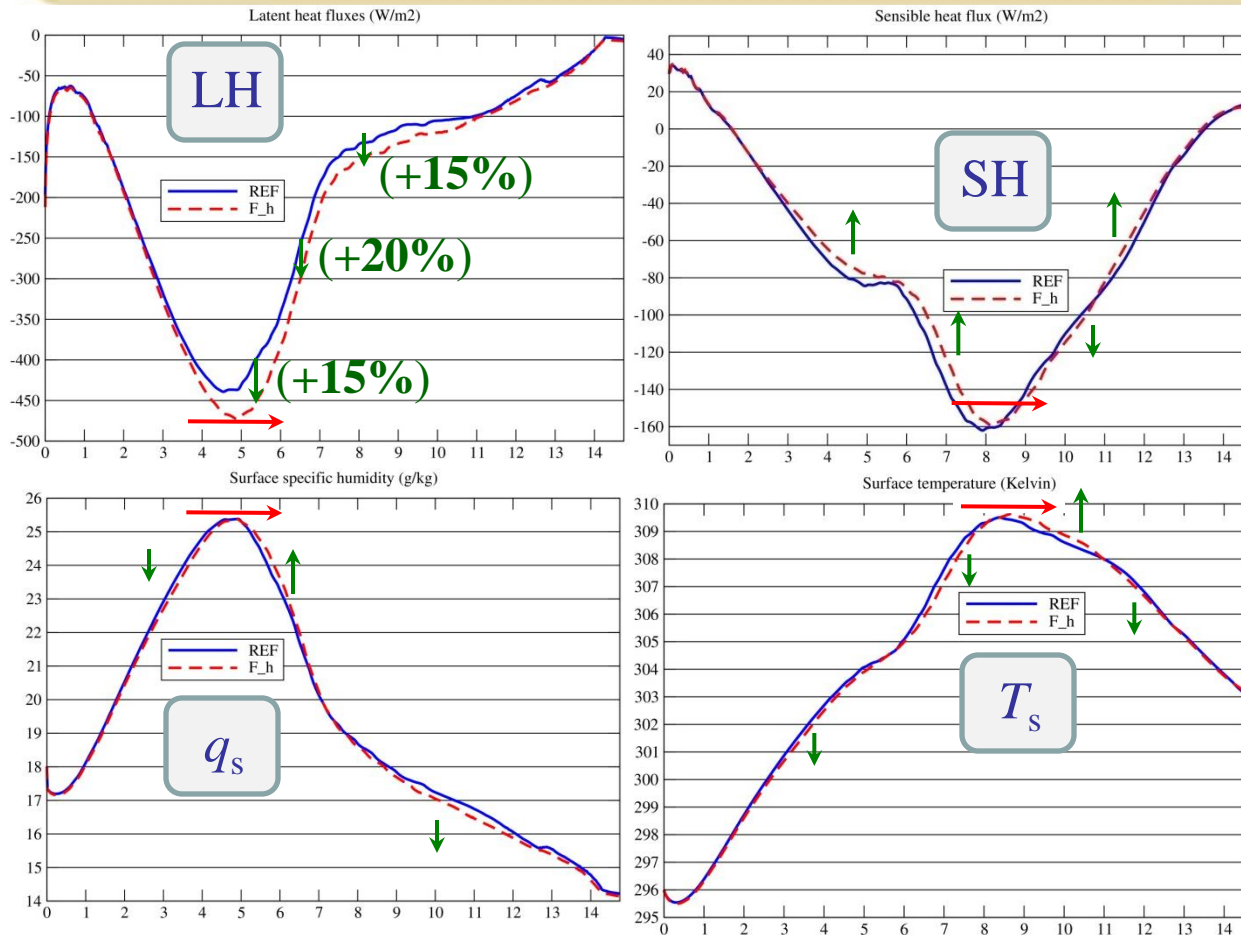 Latent heat fluxes (W/m2)
0
-50
-100
-150
-200
-250
-300
-350
-400
-450
-500
LH
REF
F_h
(+15%)
(+20%)
(+15%)
0 1 2 3 4 5 6 7 8 9 10 11 12 13 14
Sensible heat flux (W/m2)
40
20
0
-20
-40
-60
-80
-100
-120
-140
-160
SH
REF
F_h
0 1 2 3 4 5 6 7 8 9 10 11 12 13 14
Surface specific humidity (g/kg)
26
25
24
23
22
21
20
19
18
17
16
15
14
REF
F_h
qs
0 1 2 3 4 5 6 7 8 9 10 11 12 13 14
Surface temperature (Kelvin)
310
309
308
307
306
305
304
303
302
301
300
299
298
297
296
295
REF
F_h
Ts
0 1 2 3 4 5 6 7 8 9 10 11 12 13 14